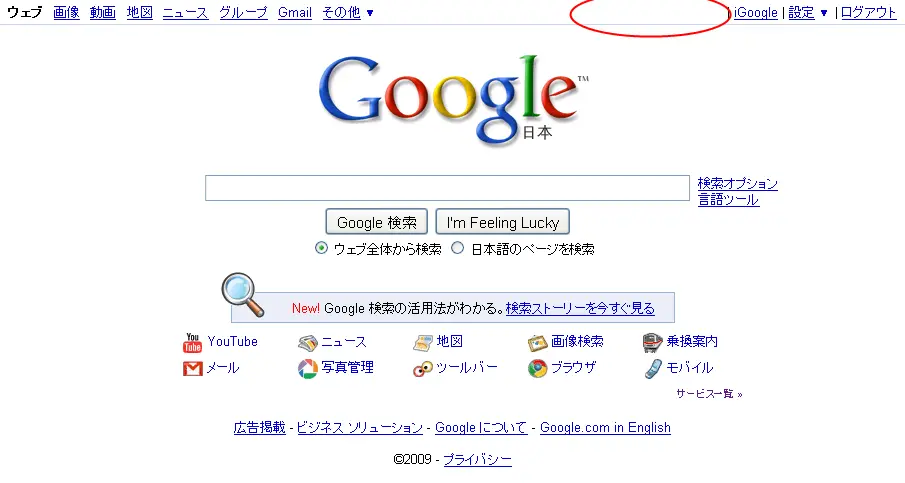 ウェブ 画像 動画 地図 ニュース グループ Gmail その他 ▼ | iGoogle | 設定 ▼ | ログアウト
Google™
日本
検索オプション
言語ツール
Google 検索 I'm Feeling Lucky
ウェブ全体から検索 日本語のページを検索
New! Google 検索の活用法がわかる。検索ストーリーを今すぐ見る
You Tube YouTube ニュース 地図 画像検索 乗換案内
メール 写真管理 ツールバー ブラウザ モバイル
サービス一覧 »
広告掲載 - ビジネス ソリューション - Google について - Google.com in English
©2009 - プライバシー